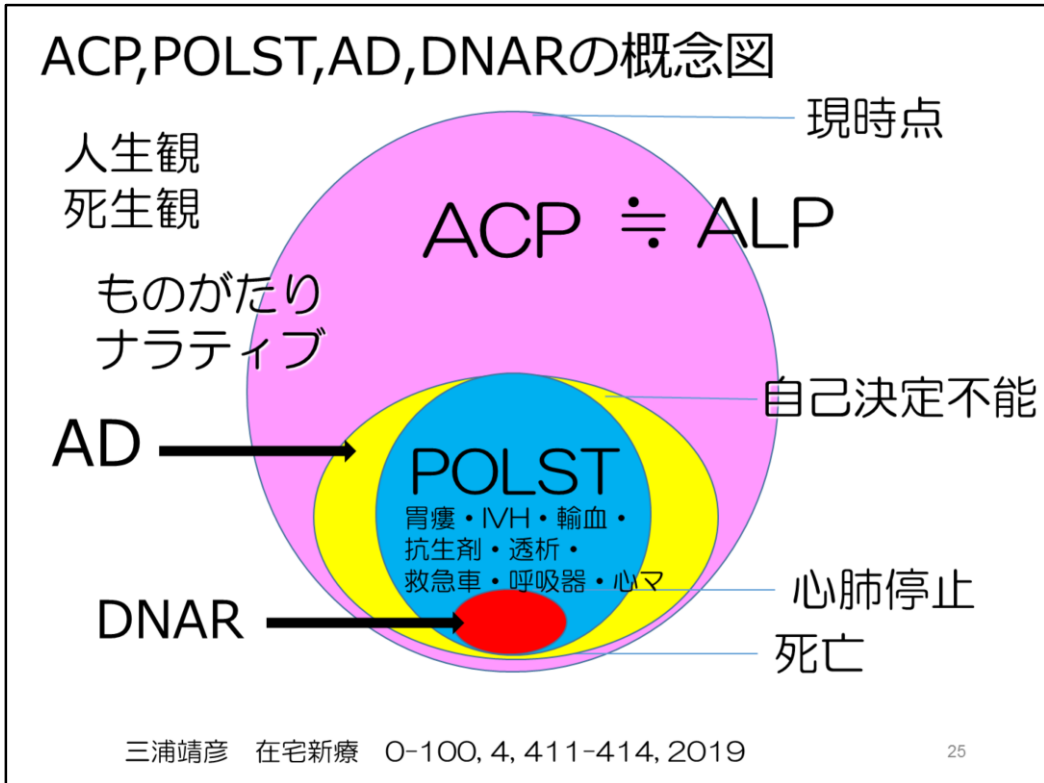 ACP,POLST,AD,DNARの概念図
現時点
人生観
死生観
ACP ≒ ALP
ものがたり
ナラティブ
自己決定不能
AD
POLST
胃瘻・IVH・輸血・
抗生剤・透析・
救急車・呼吸器・心マ
心肺停止
DNAR
死亡
三浦靖彦 在宅新療 0-100, 4, 411-414, 2019
25